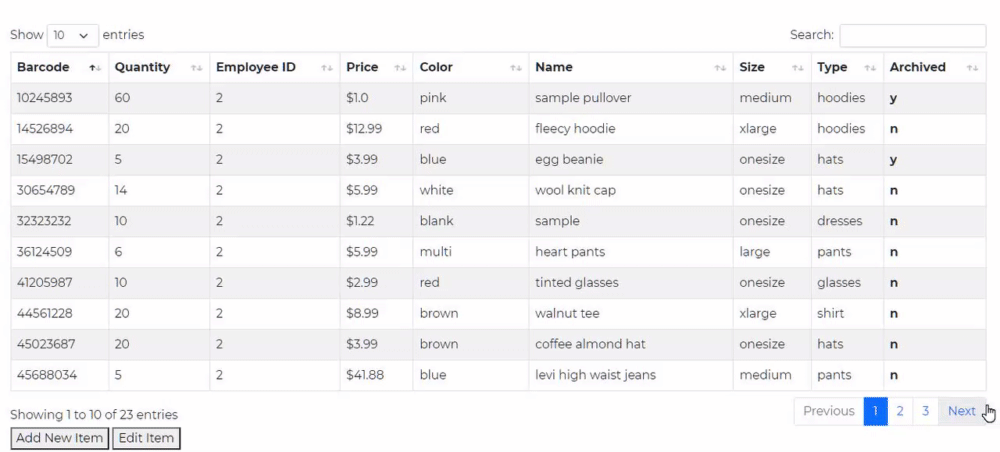 Show 10 entries Search:
Barcode Quantity Employee ID Price Color Name Size Type Archived
10245893 60 2 $1.0 pink sample pullover medium hoodies y
14526894 20 2 $12.99 red fleecy hoodie xlarge hoodies n
15498702 5 2 $3.99 blue egg beanie onesize hats y
30654789 14 2 $5.99 white wool knit cap onesize hats n
32323232 10 2 $1.22 blank sample onesize dresses n
36124509 6 2 $5.99 multi heart pants large pants n
41205987 10 2 $2.99 red tinted glasses onesize glasses n
44561228 20 2 $8.99 brown walnut tee xlarge shirt n
45023687 20 2 $3.99 brown coffee almond hat onesize hats n
45688034 5 2 $41.88 blue levi high waist jeans medium pants n
Showing 1 to 10 of 23 entries Previous 1 2 3 Next
Add New Item Edit Item